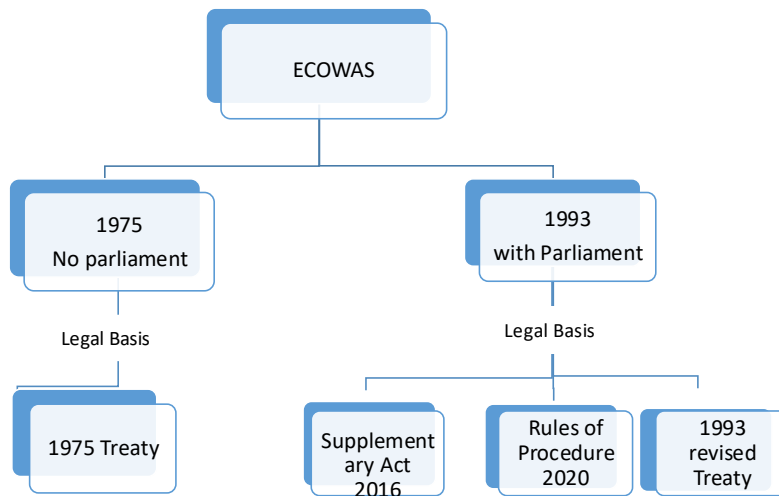 ECOWAS
1975
No parliament
1993
with Parliament
Legal Basis
Legal Basis
1975 Treaty
Supplement
ary Act
2016
Rules of
Procedure
2020
1993
revised
Treaty